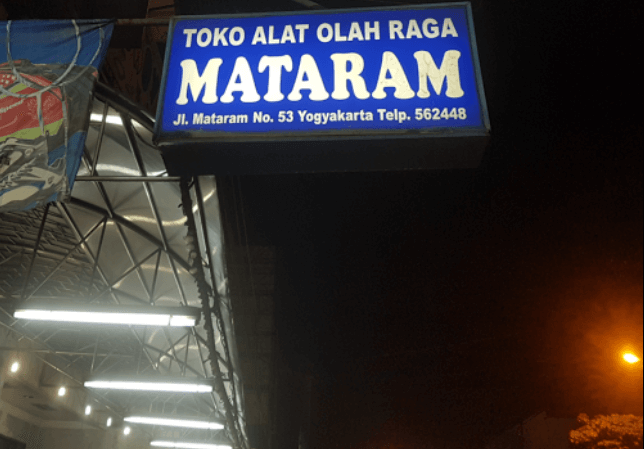 TOKO ALAT OLAH RAGA
MATARAM
Jl. Mataram No. 53 Yogyakarta Telp. 562448